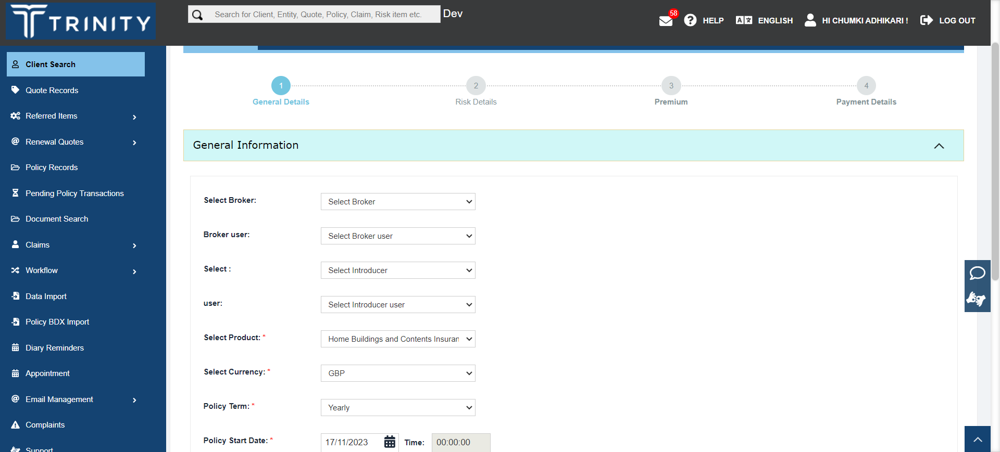 TRINITY
Search for Client, Entity, Quote, Policy, Claim, Risk item etc.
Dev
58
HELP
A
ENGLISH
HI CHUMKI ADHIKARI !
LOG OUT
Client Search
Quote Records
Referred Items
Renewal Quotes
Policy Records
Pending Policy Transactions
Document Search
Claims
Workflow
Data Import
Policy BDX Import
Diary Reminders
Appointment
Email Management
Complaints
Support
1
General Details
2
Risk Details
3
Premium
4
Payment Details
General Information
Select Broker:
Select Broker
Broker user:
Select Broker user
Select :
Select Introducer
user:
Select Introducer user
Select Product: *
Home Buildings and Contents Insuran
Select Currency: *
GBP
Policy Term: *
Yearly
Policy Start Date: *
17/11/2023
Time:
00:00:00